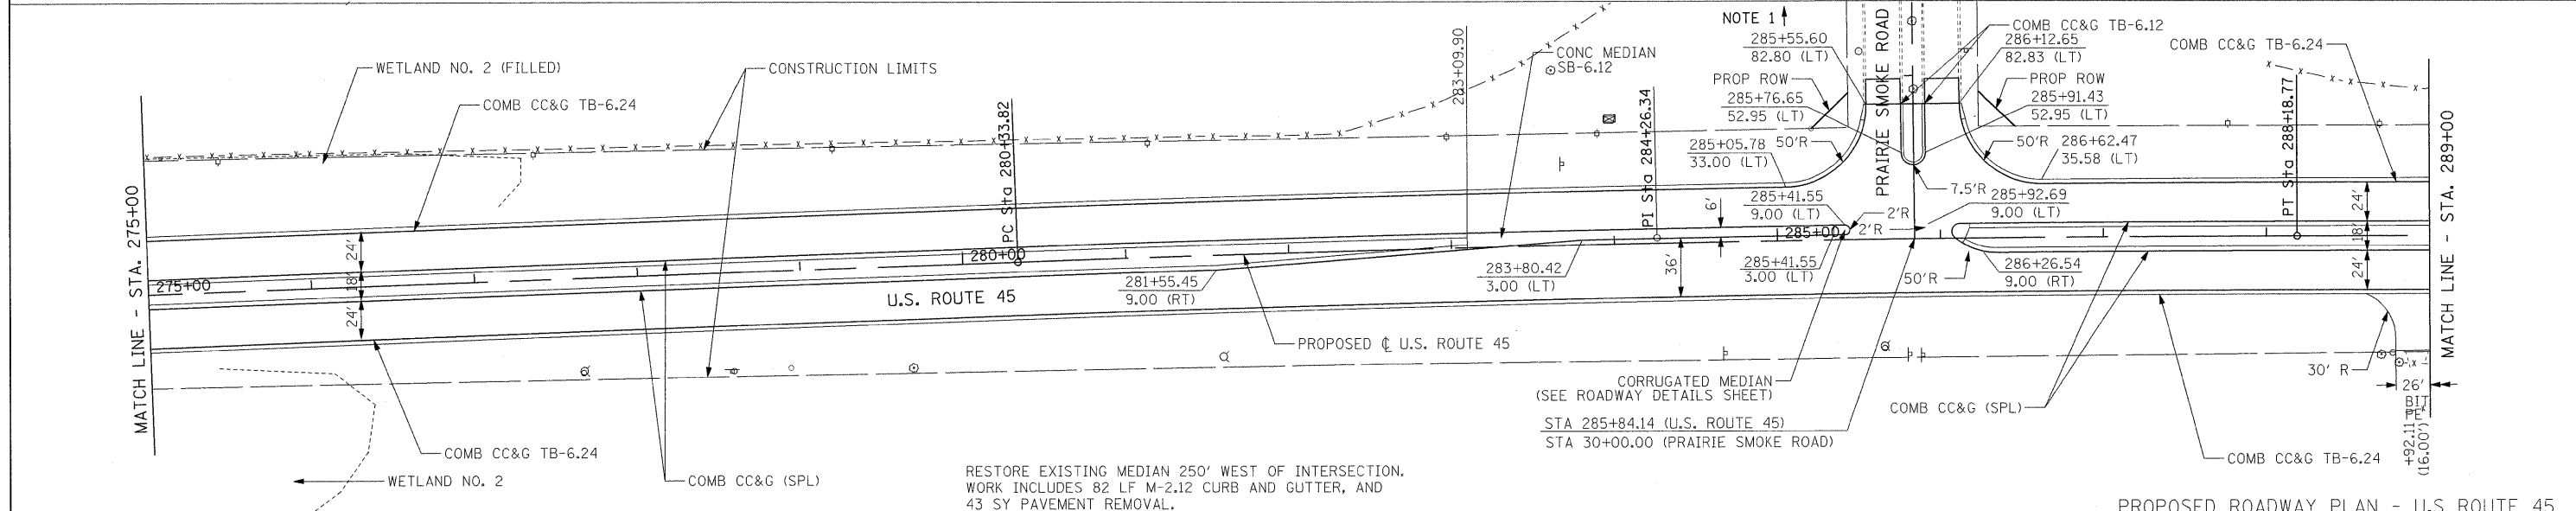 MATCH LINE - STA. 275+00
WETLAND NO. 2 (FILLED)
COMB CC&G TB-6.24
CONSTRUCTION LIMITS
24'
18'
24'
275+00
COMB CC&G TB-6.24
WETLAND NO. 2
COMB CC&G (SPL)
280+00
PC Sta 280+33.82
U.S. ROUTE 45
281+55.45
9.00 (RT)
283+09.90
CONC MEDIAN
SB-6.12
283+80.42
3.00 (LT)
PROPOSED ℄ U.S. ROUTE 45
PI Sta 284+26.34
36'
6'
NOTE 1
285+55.60
82.80 (LT)
PROP ROW
285+76.65
52.95 (LT)
285+05.78
33.00 (LT)
50'R
285+41.55
9.00 (LT)
2'R
285+00
285+41.55
3.00 (LT)
PRAIRIE SMOKE ROAD
COMB CC&G TB-6.12
286+12.65
82.83 (LT)
PROP ROW
285+91.43
52.95 (LT)
50'R
286+62.47
35.58 (LT)
7.5'R
285+92.69
9.00 (LT)
2'R
50'R
286+26.54
9.00 (RT)
COMB CC&G TB-6.24
PT Sta 288+18.77
24'
18'
24'
MATCH LINE - STA. 289+00
CORRUGATED MEDIAN
(SEE ROADWAY DETAILS SHEET)
STA 285+84.14 (U.S. ROUTE 45)
STA 30+00.00 (PRAIRIE SMOKE ROAD)
COMB CC&G (SPL)
COMB CC&G TB-6.24
30' R
26'
BIT
PE
+92.11
(16.00')
RESTORE EXISTING MEDIAN 250' WEST OF INTERSECTION.
WORK INCLUDES 82 LF M-2.12 CURB AND GUTTER, AND
43 SY PAVEMENT REMOVAL.
PROPOSED ROADWAY PLAN - U.S ROUTE 45